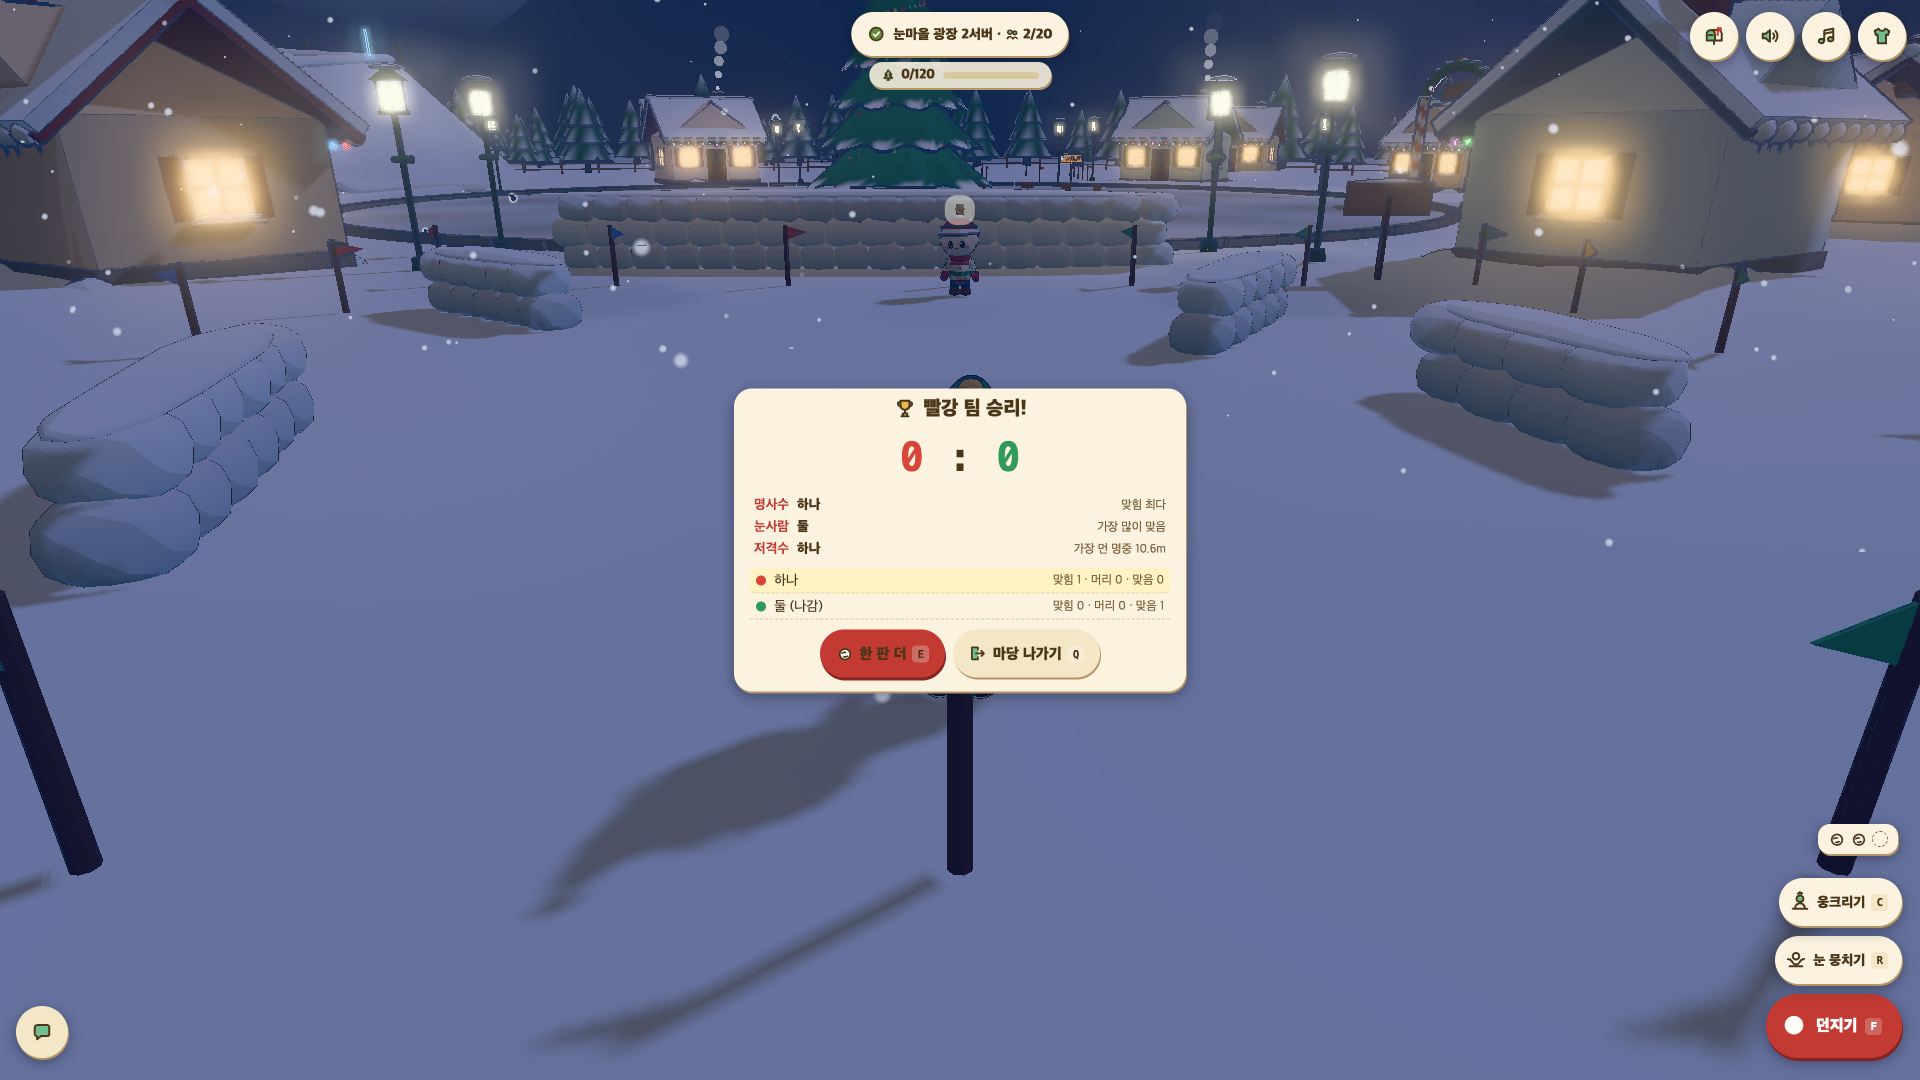 눈마을 광장 2서버 · 2/20
0/120
둘
빨강 팀 승리!
0 : 0
명사수 하나 맞힘 최다
눈사람 둘 가장 많이 맞음
저격수 하나 가장 먼 명중 10.6m
하나 맞힘 1 · 머리 0 · 맞음 0
둘 (나감) 맞힘 0 · 머리 0 · 맞음 1
한 판 더 E 마당 나가기 Q
웅크리기 C
눈 뭉치기 R
던지기 F